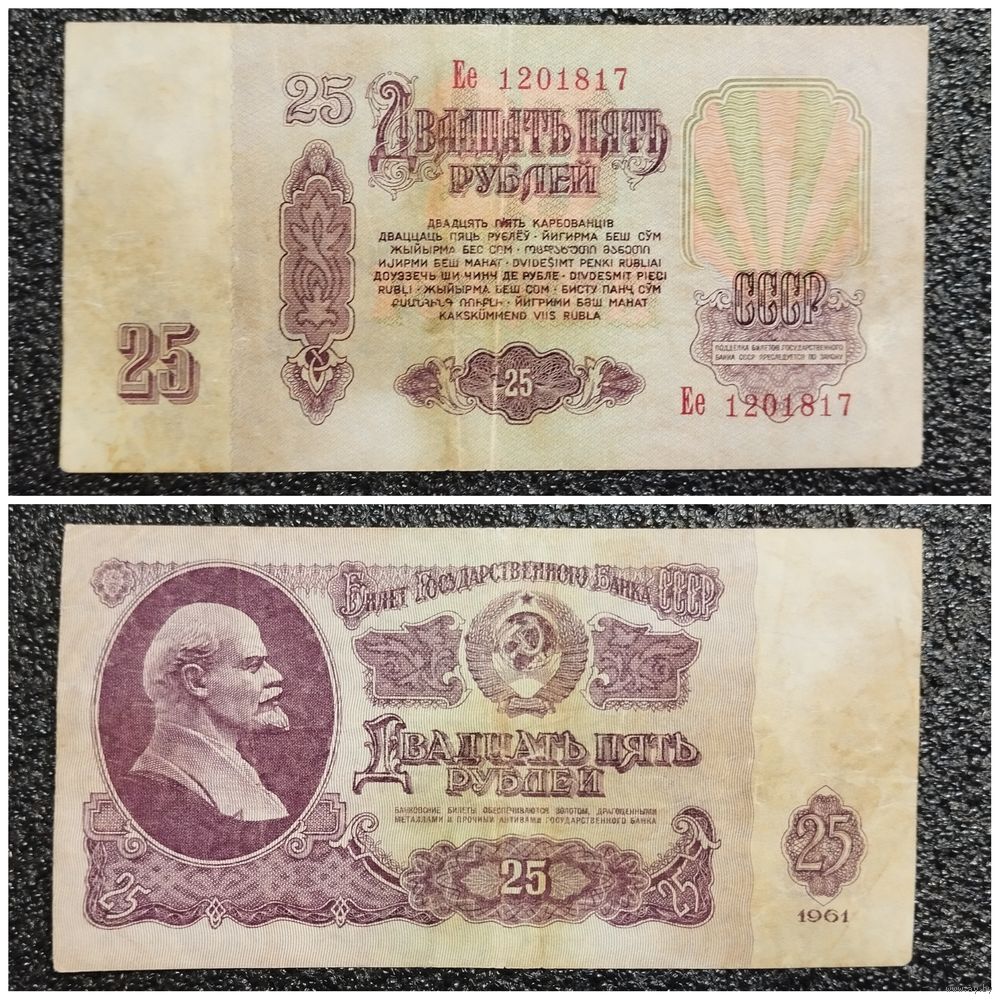 25
Ее 1201817
Двадцать пять
рублей
ДВАДЦЯТЬ П'ЯТЬ КАРБОВАНЦІВ
ДВАЦЦАЦЬ ПЯЦЬ РУБЛЁЎ · ЙИГИРМА БЕШ СЎМ
ЖЫЙЫРМА БЕС СОМ · ᲝᲪᲓᲐᲮᲣᲗᲘ ᲛᲐᲜᲔᲗᲘ
ИЈИРМИ БЕШ МАНАТ · DVIDEŠIMT PENKI RUBLIAI
ДОУЭЗЕЧЬ ШИ ЧИНЧ ДЕ РУБЛЕ · DIVDESMIT PIECI
RUBĻI · ЖЫЙЫРМА БЕШ СОМ · БИСТУ ПАНҶ СӮМ
ՔՍԱՆՀԻՆԳ ՌՈՒԲԼԻ · ЙИГРИМИ БӘШ МАНАТ
KAKSKÜMMEND VIIS RUBLA
СССР
ПОДДЕЛКА БИЛЕТОВ ГОСУДАРСТВЕННОГО
БАНКА СССР ПРЕСЛЕДУЕТСЯ ПО ЗАКОНУ
25
25
Ее 1201817
Билет Государственного Банка СССР
Двадцать пять
рублей
БАНКОВСКИЕ БИЛЕТЫ ОБЕСПЕЧИВАЮТСЯ ЗОЛОТОМ, ДРАГОЦЕННЫМИ
МЕТАЛЛАМИ И ПРОЧИМИ АКТИВАМИ ГОСУДАРСТВЕННОГО БАНКА
25
25
25
25
1961